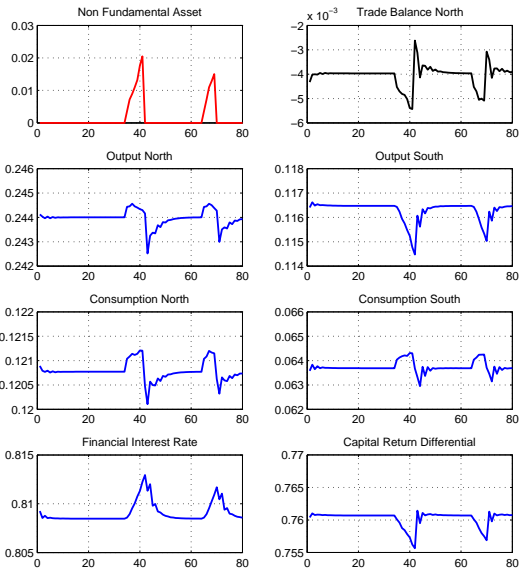 Non Fundamental Asset
0.03
0.02
0.01
0
0 20 40 60 80
Trade Balance North
x 10⁻³
−2
−3
−4
−5
−6
0 20 40 60 80
Output North
0.246
0.245
0.244
0.243
0.242
0 20 40 60 80
Output South
0.118
0.117
0.116
0.115
0.114
0 20 40 60 80
Consumption North
0.122
0.1215
0.121
0.1205
0.12
0 20 40 60 80
Consumption South
0.066
0.065
0.064
0.063
0.062
0 20 40 60 80
Financial Interest Rate
0.815
0.81
0.805
0 20 40 60 80
Capital Return Differential
0.77
0.765
0.76
0.755
0 20 40 60 80